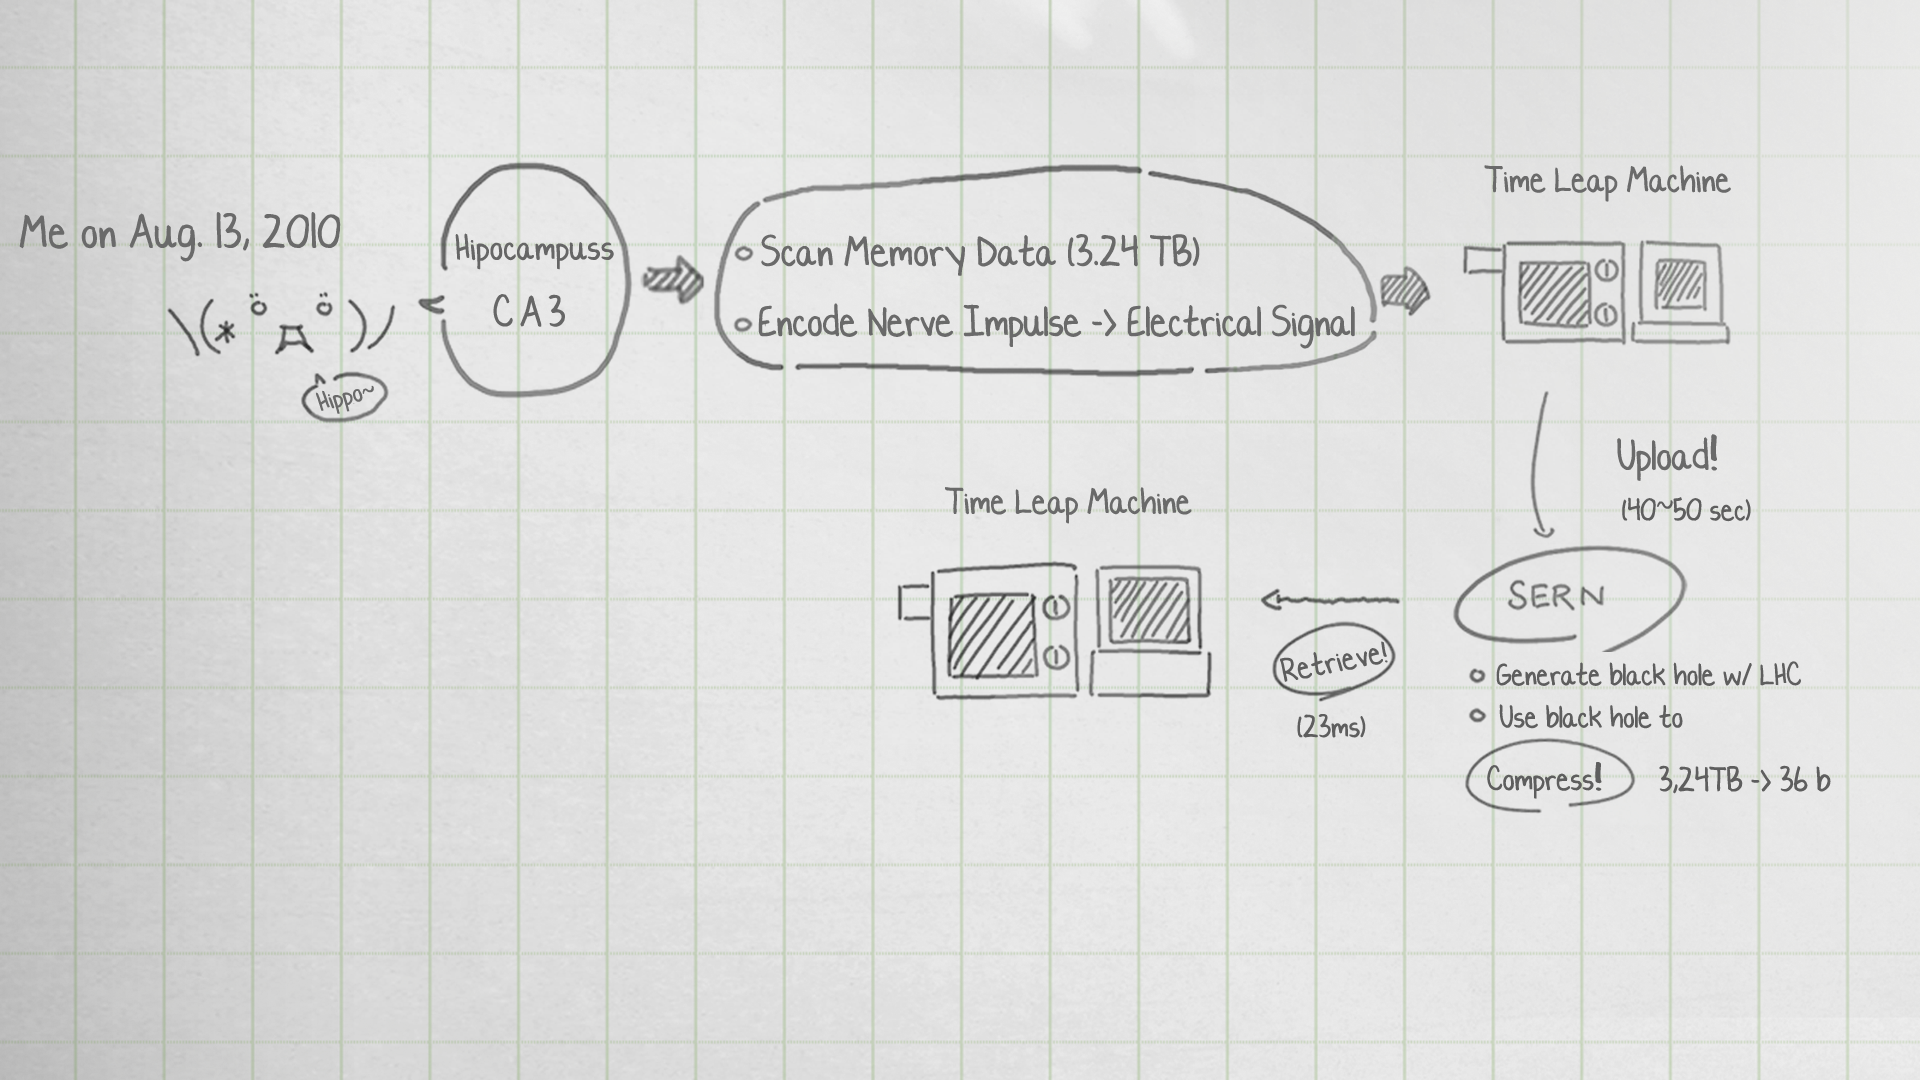 Me on Aug. 13, 2010
\(* ö д ö )/
Hippo~
Hipocampuss
CA3
Scan Memory Data (3.24 TB)
Encode Nerve Impulse -> Electrical Signal
Time Leap Machine
Upload!
(40~50 sec)
SERN
Generate black hole w/ LHC
Use black hole to
Compress! 3,24TB -> 36 b
Retrieve!
(23ms)
Time Leap Machine